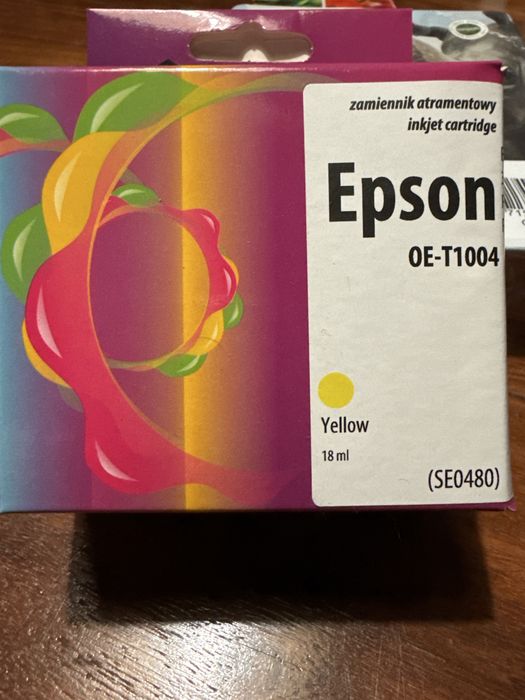 zamiennik atramentowy
inkjet cartridge
Epson
OE-T1004
Yellow
18 ml
(SE0480)